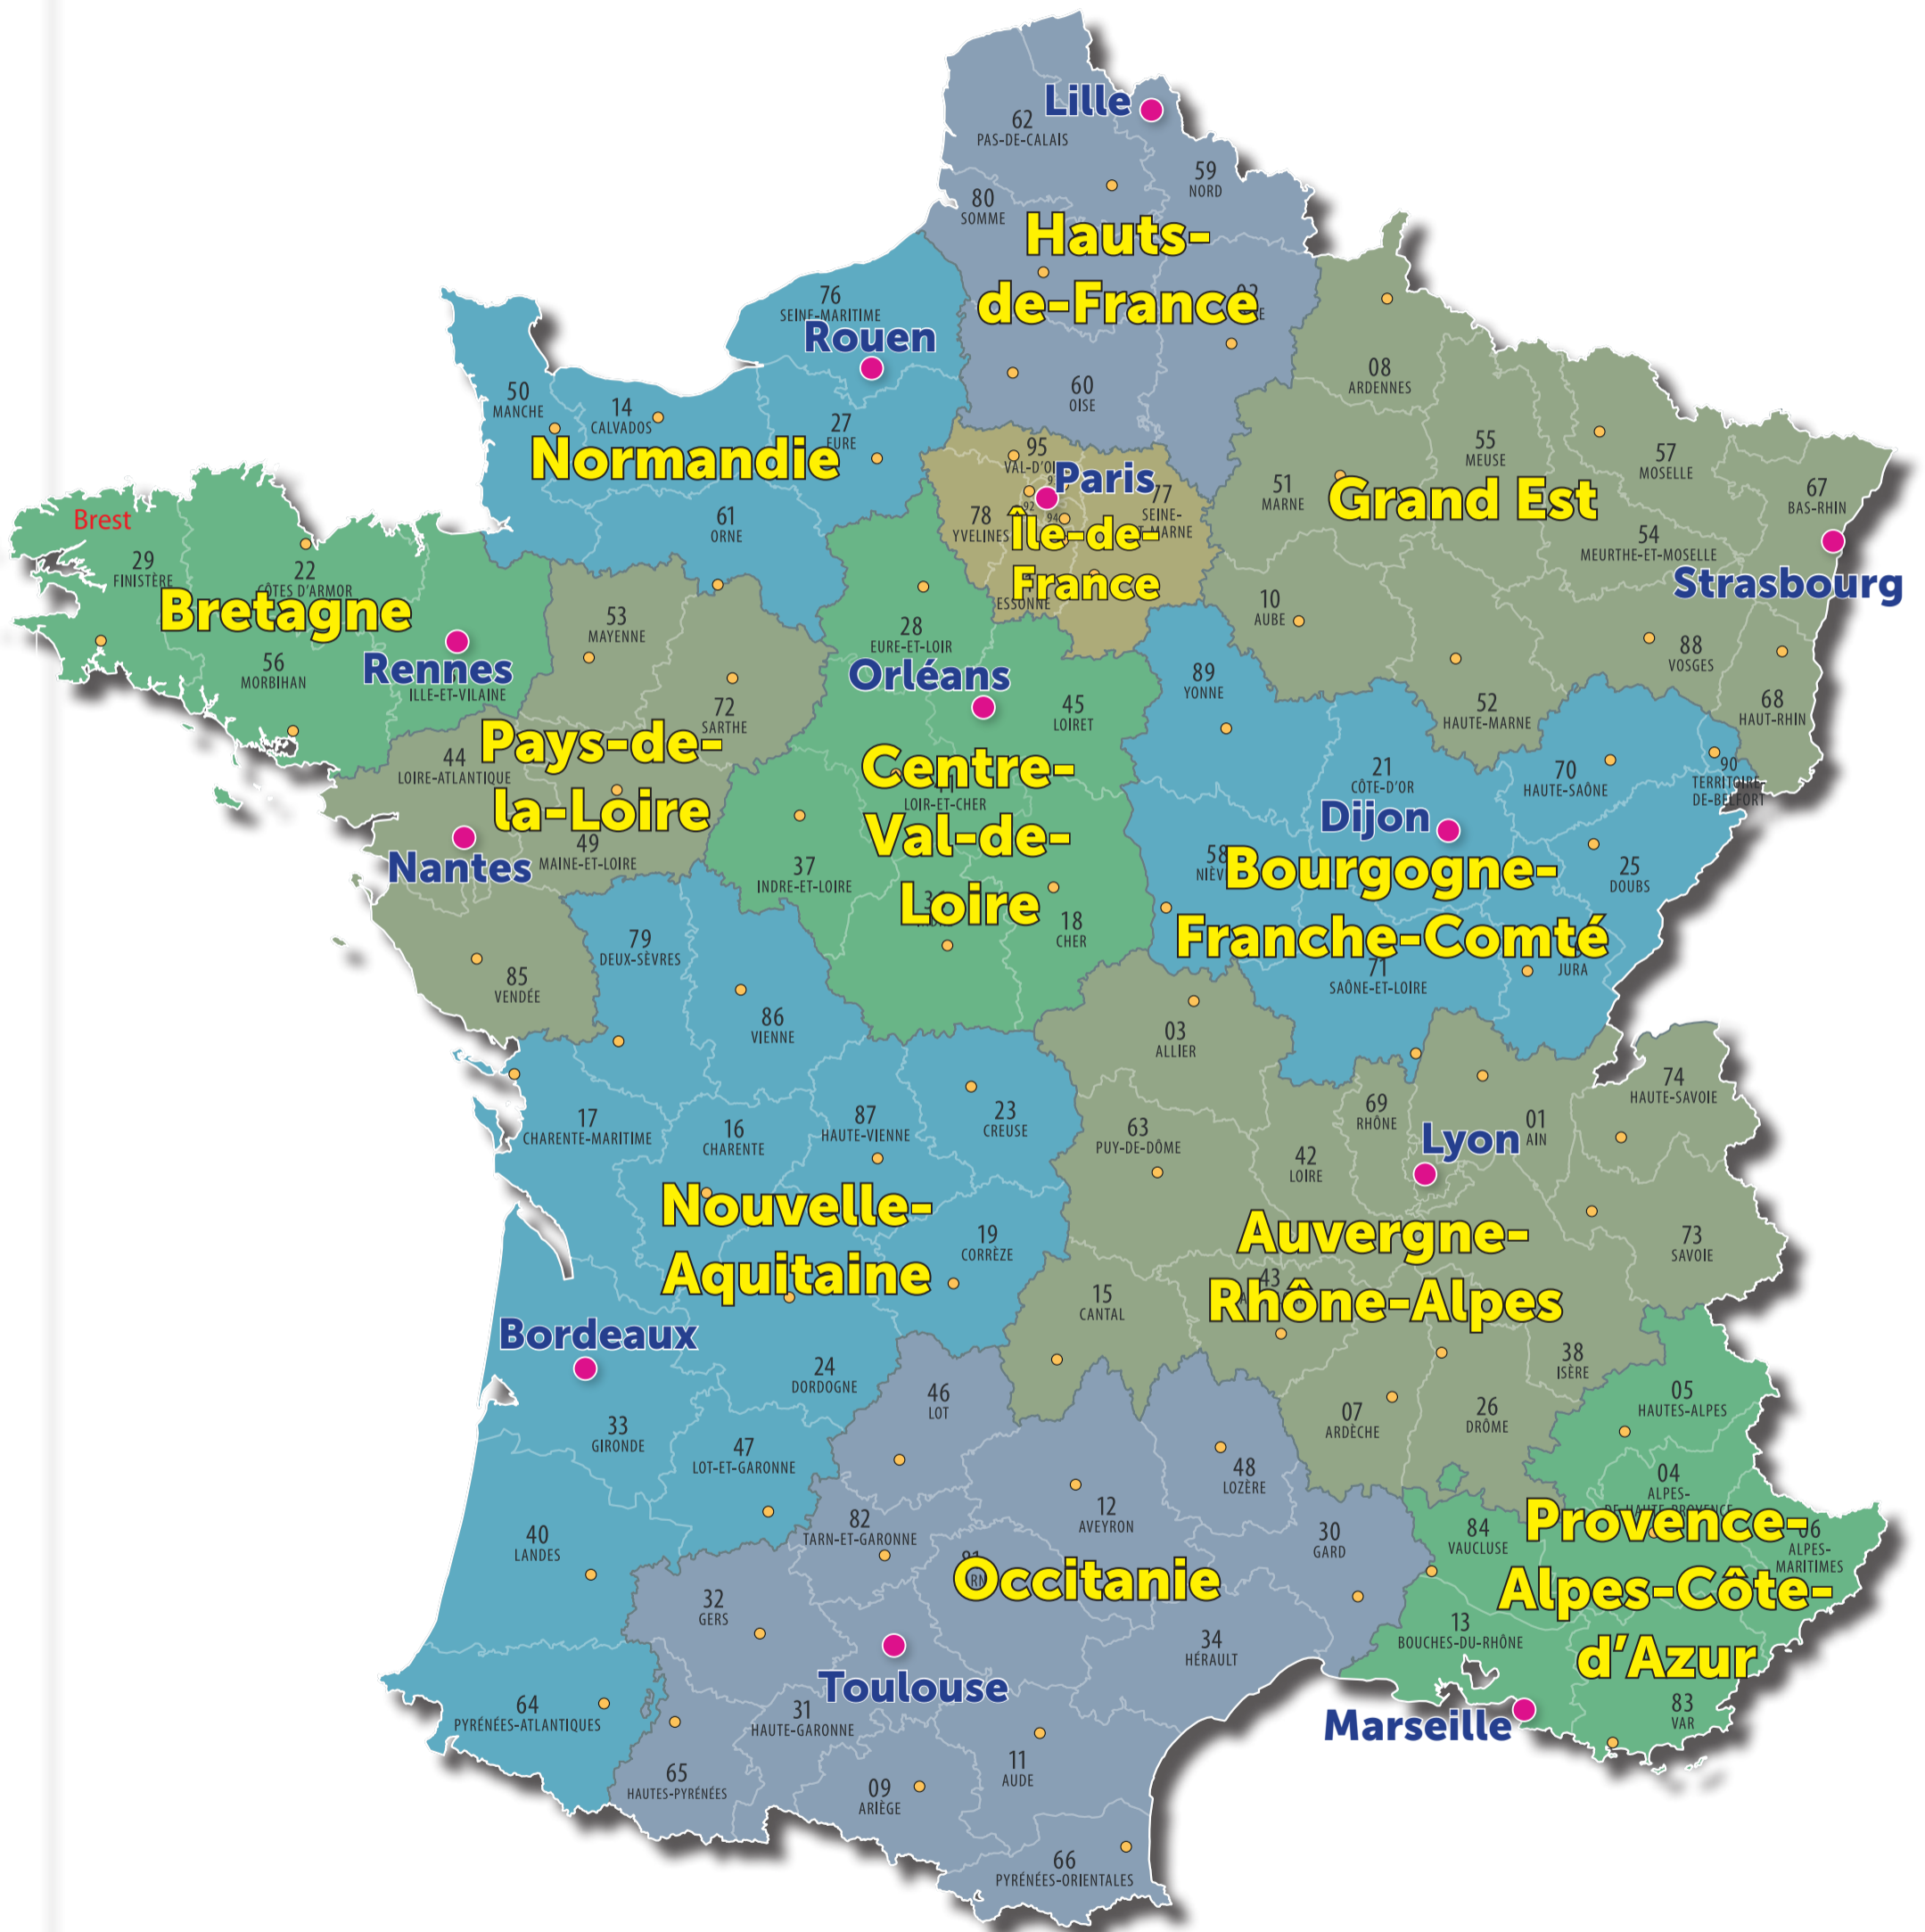 Lille
62
PAS-DE-CALAIS
59
NORD
80
SOMME
Hauts-
de-France
76
SEINE-MARITIME
Rouen
60
OISE
08
ARDENNES
50
MANCHE
14
CALVADOS
27
EURE
Normandie
95
Paris
55
MEUSE
57
MOSELLE
51
MARNE
Grand Est
67
BAS-RHIN
Brest
61
ORNE
78
YVELINES
92
94
77
SEINE-
Île-de-
France
ESSONNE
54
MEURTHE-ET-MOSELLE
Strasbourg
29
FINISTÈRE
22
CÔTES D'ARMOR
Bretagne
53
MAYENNE
28
EURE-ET-LOIR
10
AUBE
88
VOSGES
Rennes
ILLE-ET-VILAINE
56
MORBIHAN
Orléans
89
YONNE
72
SARTHE
45
LOIRET
52
HAUTE-MARNE
68
HAUT-RHIN
Pays-de-
la-Loire
44
LOIRE-ATLANTIQUE
Centre-
Val-de-
Loire
LOIR-ET-CHER
21
CÔTE-D'OR
70
HAUTE-SAÔNE
90
TERRITOIRE-
DE-BELFORT
Dijon
Nantes
49
MAINE-ET-LOIRE
37
INDRE-ET-LOIRE
58
Bourgogne-
Franche-Comté
25
DOUBS
79
DEUX-SÈVRES
18
CHER
JURA
71
SAÔNE-ET-LOIRE
85
VENDÉE
86
VIENNE
03
ALLIER
74
HAUTE-SAVOIE
17
CHARENTE-MARITIME
16
CHARENTE
87
HAUTE-VIENNE
23
CREUSE
63
PUY-DE-DÔME
42
LOIRE
69
RHÔNE
Lyon
01
AIN
Nouvelle-
Aquitaine
19
CORRÈZE
Auvergne-
Rhône-Alpes
73
SAVOIE
15
CANTAL
43
Bordeaux
24
DORDOGNE
38
ISÈRE
46
LOT
07
ARDÈCHE
26
DRÔME
05
HAUTES-ALPES
33
GIRONDE
47
LOT-ET-GARONNE
48
LOZÈRE
04
ALPES-
DE-HAUTE-PROVENCE
40
LANDES
82
TARN-ET-GARONNE
12
AVEYRON
30
GARD
84
VAUCLUSE
Provence-
Alpes-Côte-
d'Azur
06
ALPES-
MARITIMES
81
Occitanie
32
GERS
34
HÉRAULT
13
BOUCHES-DU-RHÔNE
Toulouse
Marseille
83
VAR
64
PYRÉNÉES-ATLANTIQUES
31
HAUTE-GARONNE
65
HAUTES-PYRÉNÉES
09
ARIÈGE
11
AUDE
66
PYRÉNÉES-ORIENTALES